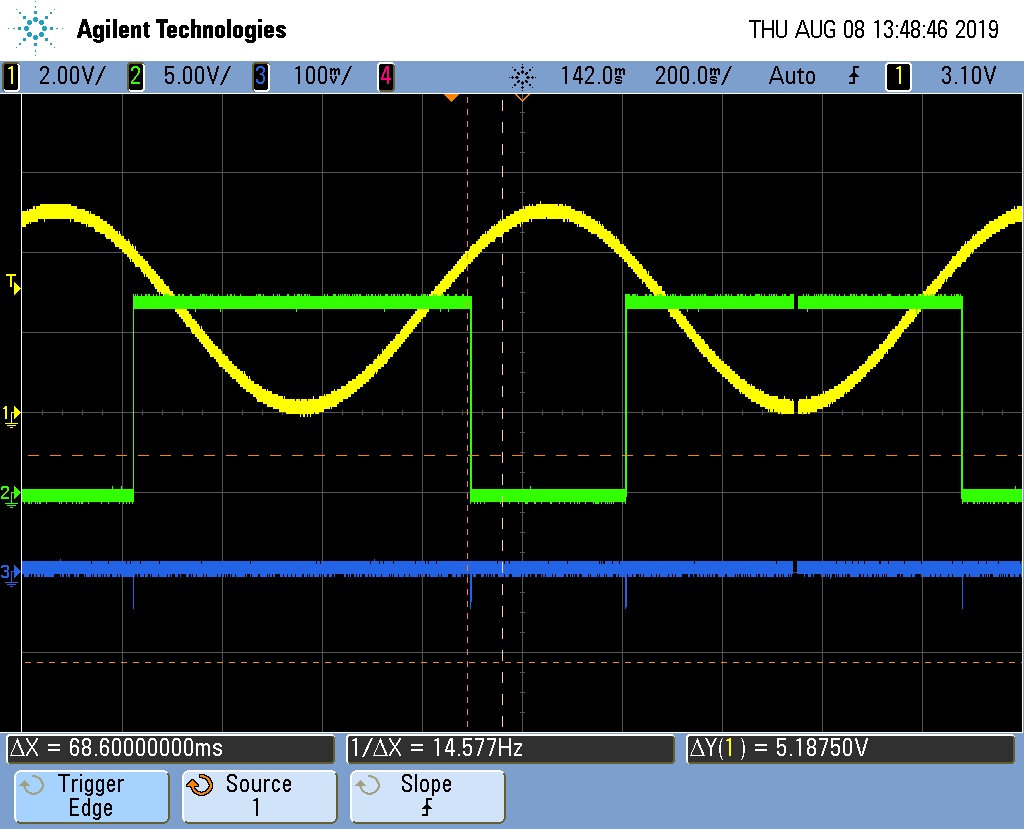 Agilent Technologies
THU AUG 08 13:48:46 2019
1 2.00V/ 2 5.00V/ 3 100mV/ 4 142.0ms 200.0ms/ Auto 1 3.10V
T
1
2
3
ΔX = 68.60000000ms 1/ΔX = 14.577Hz ΔY(1) = 5.18750V
Trigger
Edge
Source
1
Slope